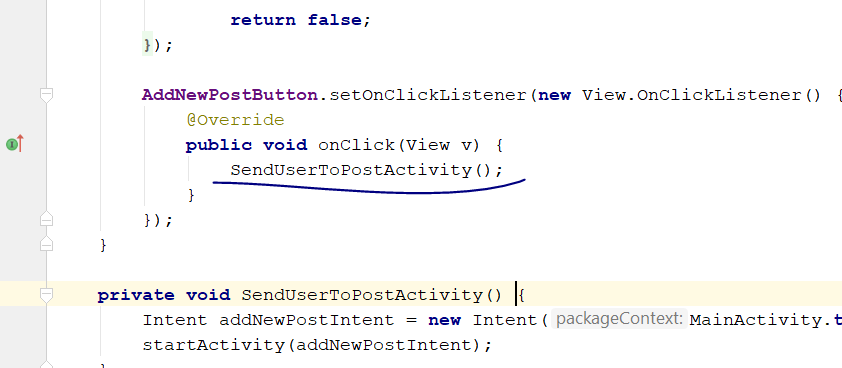 return false;
});
AddNewPostButton.setOnClickListener(new View.OnClickListener() {
@Override
public void onClick(View v) {
SendUserToPostActivity();
}
});
}
private void SendUserToPostActivity() {
Intent addNewPostIntent = new Intent( packageContext: MainActivity.t
startActivity(addNewPostIntent);
}